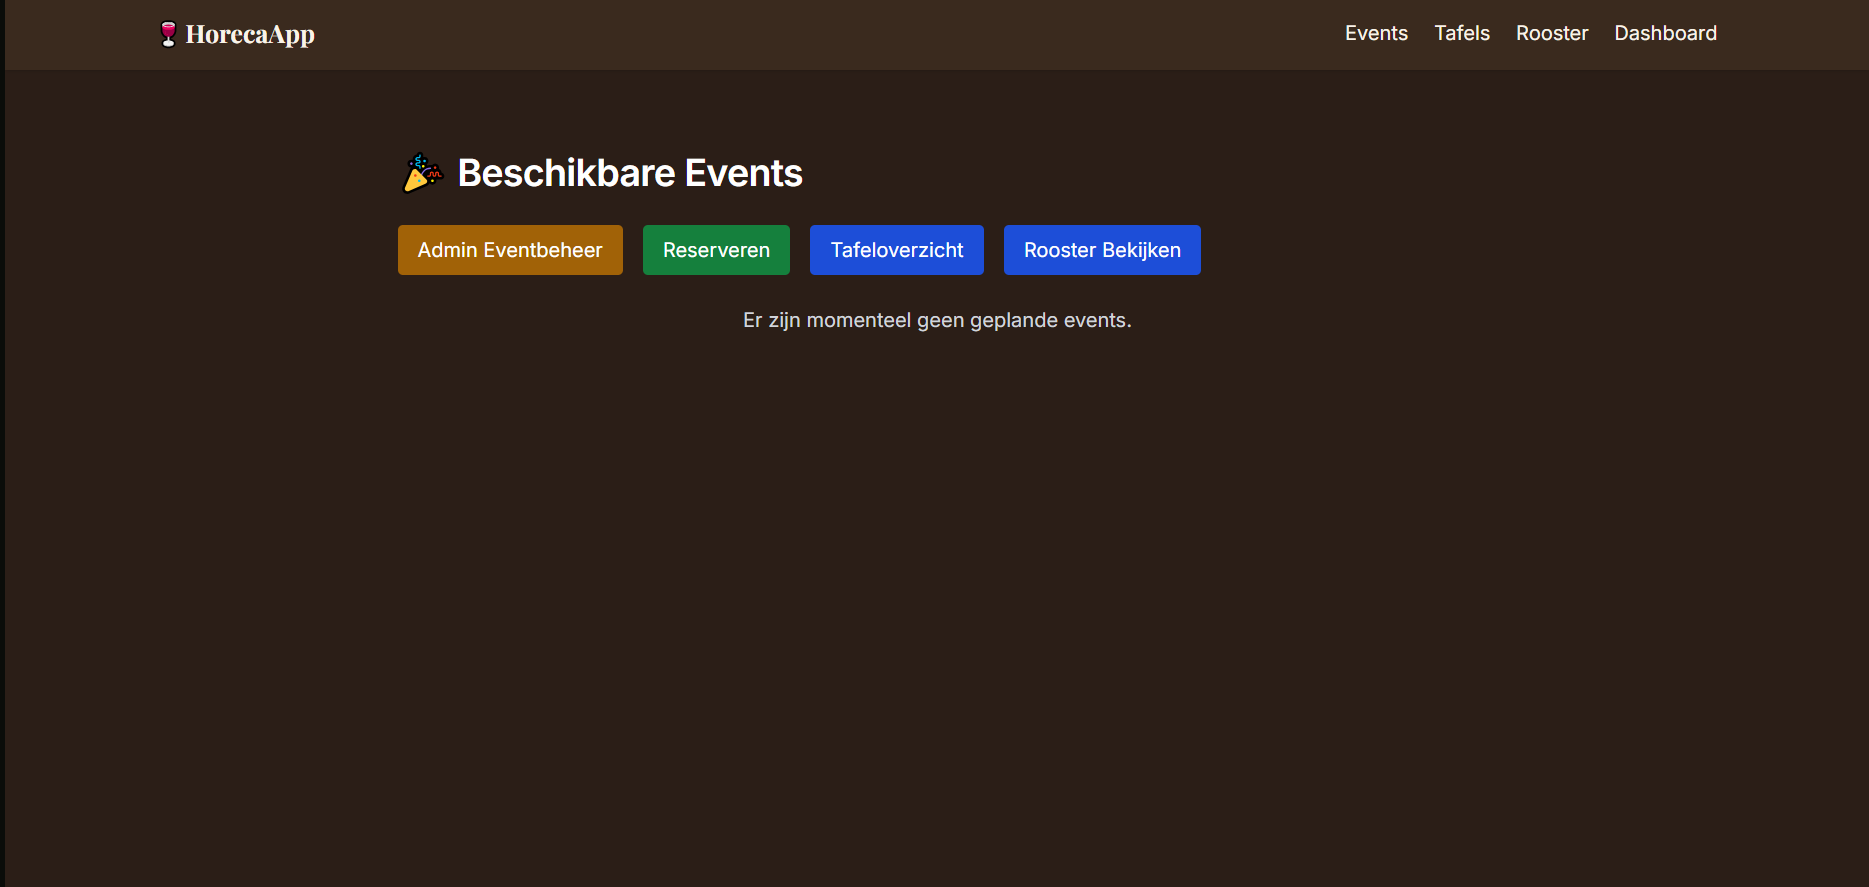 HorecaApp
Events Tafels Rooster Dashboard
Beschikbare Events
Admin Eventbeheer Reserveren Tafeloverzicht Rooster Bekijken
Er zijn momenteel geen geplande events.